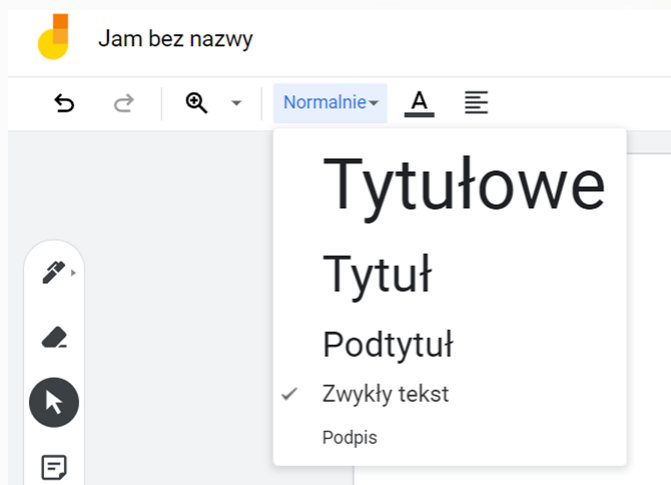 Jam bez nazwy
Normalnie
A
Tytułowe
Tytuł
Podtytuł
Zwykły tekst
Podpis